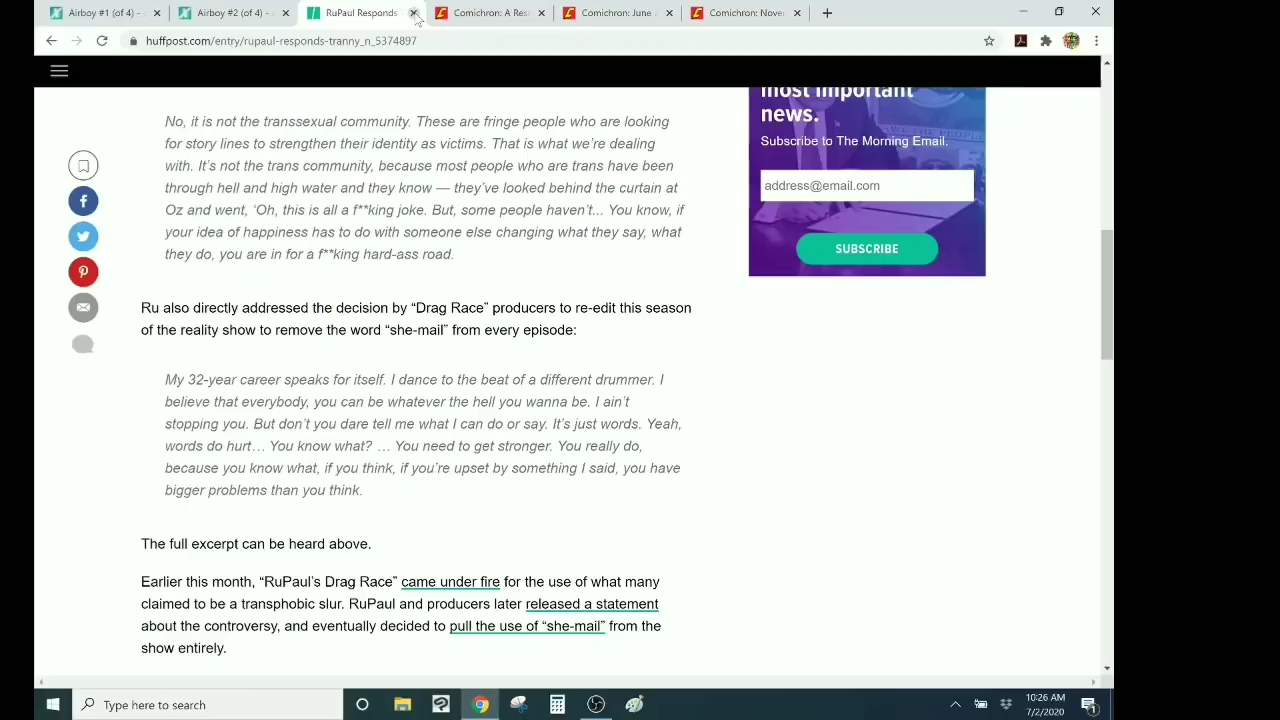 Airboy #1 (of 4) -
Airboy #2 (of 4) -
RuPaul Responds
Comichron: A Res
Comichron: June
Comichron: Nove
huffpost.com/entry/rupaul-responds-tranny_n_5374897
most important
news.
Subscribe to The Morning Email.
address@email.com
SUBSCRIBE
No, it is not the transsexual community. These are fringe people who are looking
for story lines to strengthen their identity as victims. That is what we're dealing
with. It's not the trans community, because most people who are trans have been
through hell and high water and they know — they've looked behind the curtain at
Oz and went, 'Oh, this is all a f**king joke. But, some people haven't... You know, if
your idea of happiness has to do with someone else changing what they say, what
they do, you are in for a f**king hard-ass road.
Ru also directly addressed the decision by “Drag Race” producers to re-edit this season
of the reality show to remove the word “she-mail” from every episode:
My 32-year career speaks for itself. I dance to the beat of a different drummer. I
believe that everybody, you can be whatever the hell you wanna be. I ain't
stopping you. But don't you dare tell me what I can do or say. It's just words. Yeah,
words do hurt… You know what? … You need to get stronger. You really do,
because you know what, if you think, if you're upset by something I said, you have
bigger problems than you think.
The full excerpt can be heard above.
Earlier this month, “RuPaul's Drag Race” came under fire for the use of what many
claimed to be a transphobic slur. RuPaul and producers later released a statement
about the controversy, and eventually decided to pull the use of “she-mail” from the
show entirely.
Type here to search
10:26 AM
7/2/2020